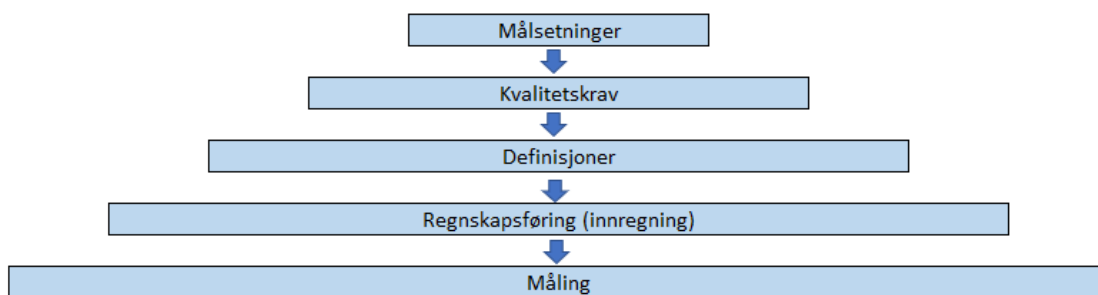 Målsetninger
Kvalitetskrav
Definisjoner
Regnskapsføring (innregning)
Måling